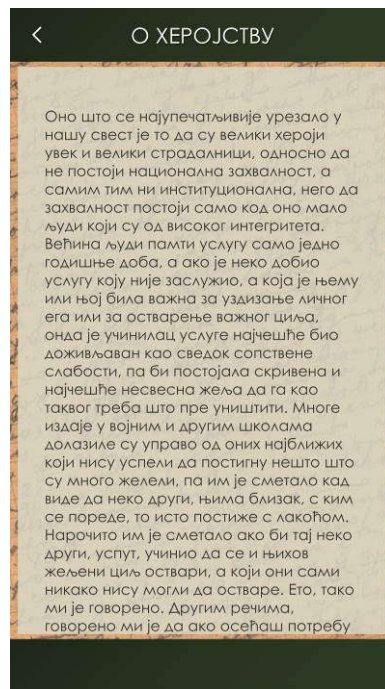 О ХЕРОЈСТВУ
Оно што се најупечатљивије урезало у
нашу свест је то да су велики хероји
увек и велики страдалници, односно да
не постоји национална захвалност, а
самим тим ни институционална, него да
захвалност постоји само код оно мало
људи који су од високог интегритета.
Већина људи памти услугу само једно
годишње доба, а ако је неко добио
услугу коју није заслужио, а која је њему
или њој била важна за уздизање личног
ега или за остварење важног циља,
онда је учинилац услуге најчешће био
доживљаван као сведок сопствене
слабости, па би постојала скривена и
најчешће несвесна жеља да га као
таквог треба што пре уништити. Многе
издаје у војним и другим школама
долазиле су управо од оних најближих
који нису успели да постигну нешто што
су много желели, па им је сметало кад
виде да неко други, њима близак, с ким
се пореде, то исто постиже с лакоћом.
Нарочито им је сметало ако би тај неко
други, успут, учинио да се и њихов
жељени циљ оствари, а који они сами
никако нису могли да остваре. Ето, тако
ми је говорено. Другим речима,
говорено ми је да ако осећаш потребу